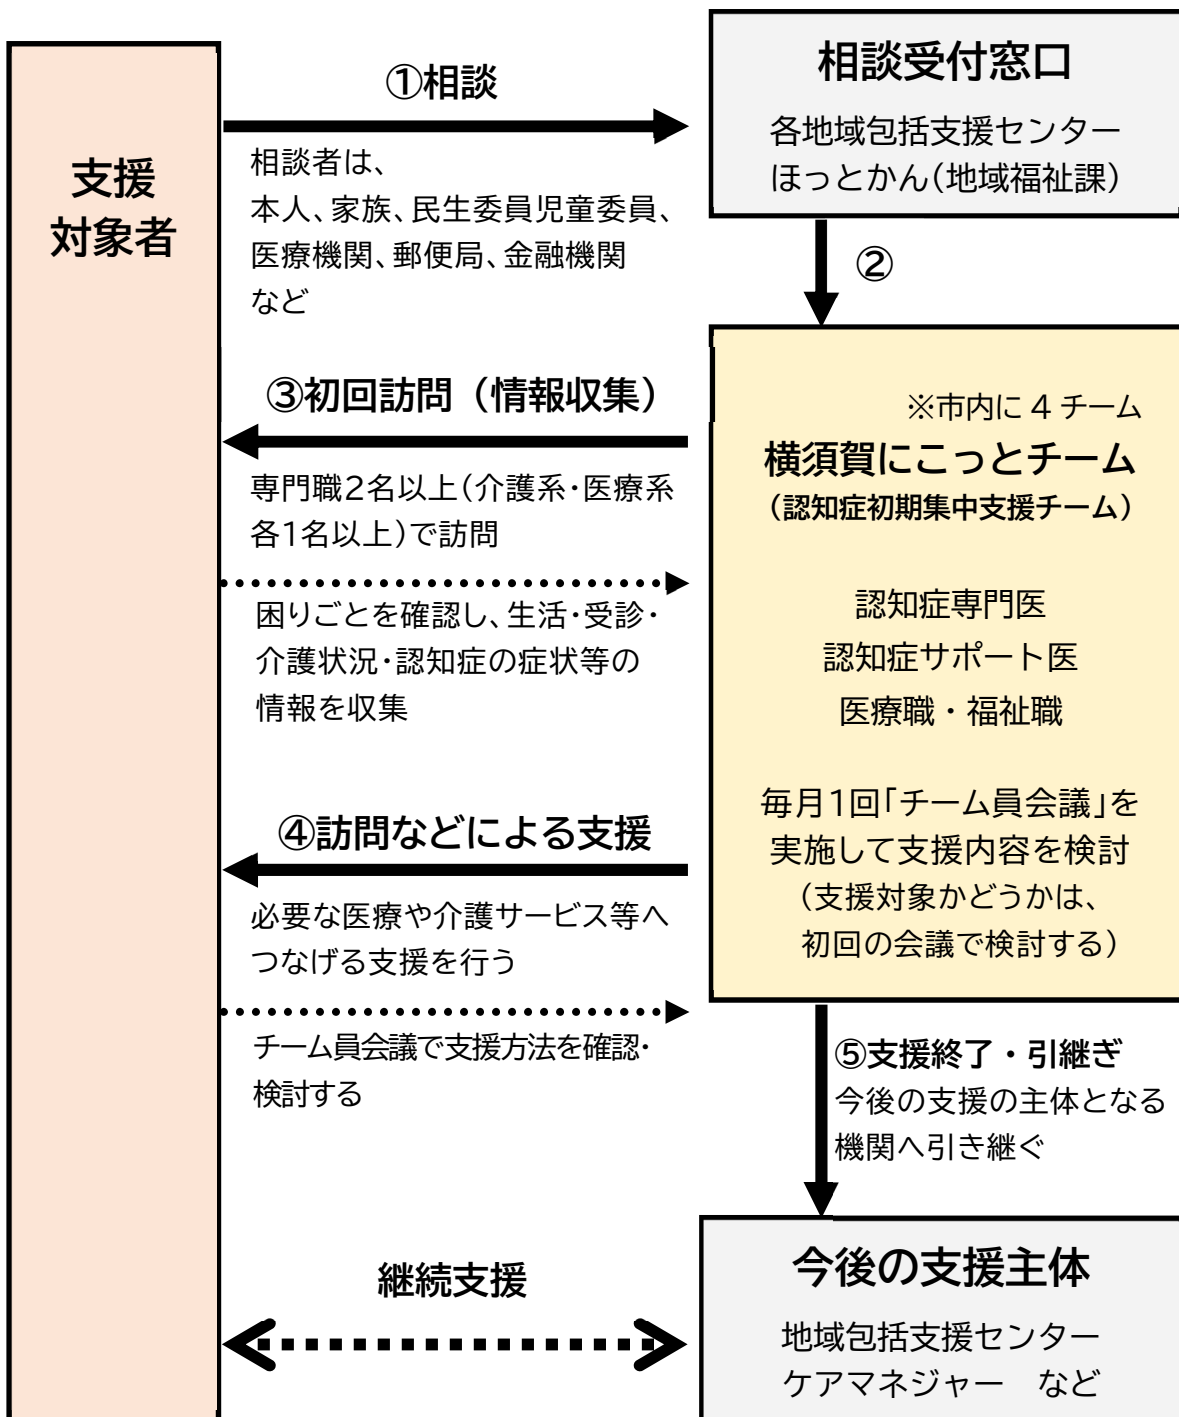 支援
対象者
①相談
相談者は、
本人、家族、民生委員児童委員、
医療機関、郵便局、金融機関
など
相談受付窓口
各地域包括支援センター
ほっとかん(地域福祉課)
②
③初回訪問（情報収集）
専門職2名以上(介護系・医療系
各1名以上)で訪問
困りごとを確認し、生活・受診・
介護状況・認知症の症状等の
情報を収集
※市内に 4 チーム
横須賀にこっとチーム
(認知症初期集中支援チーム)
認知症専門医
認知症サポート医
医療職・福祉職
毎月1回「チーム員会議」を
実施して支援内容を検討
(支援対象かどうかは、
初回の会議で検討する)
④訪問などによる支援
必要な医療や介護サービス等へ
つなげる支援を行う
チーム員会議で支援方法を確認・
検討する
⑤支援終了・引継ぎ
今後の支援の主体となる
機関へ引き継ぐ
継続支援
今後の支援主体
地域包括支援センター
ケアマネジャー　など